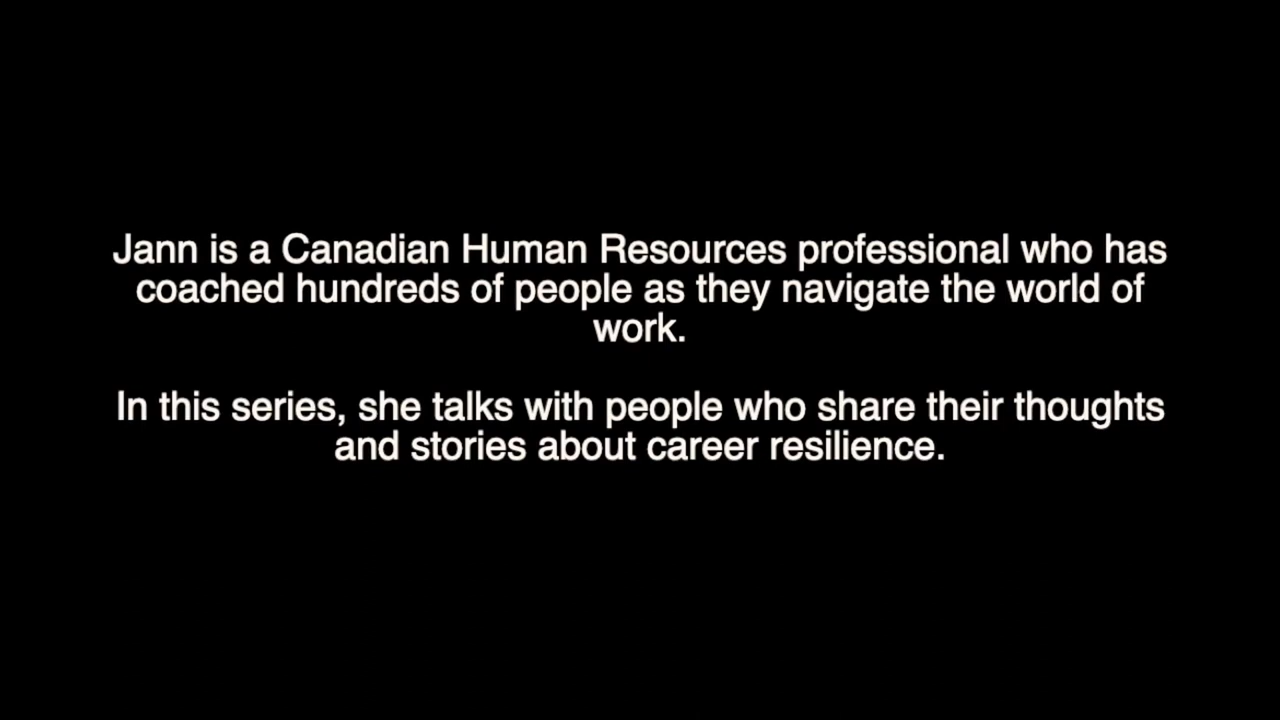 Jann is a Canadian Human Resources professional who has
coached hundreds of people as they navigate the world of
work.
In this series, she talks with people who share their thoughts
and stories about career resilience.